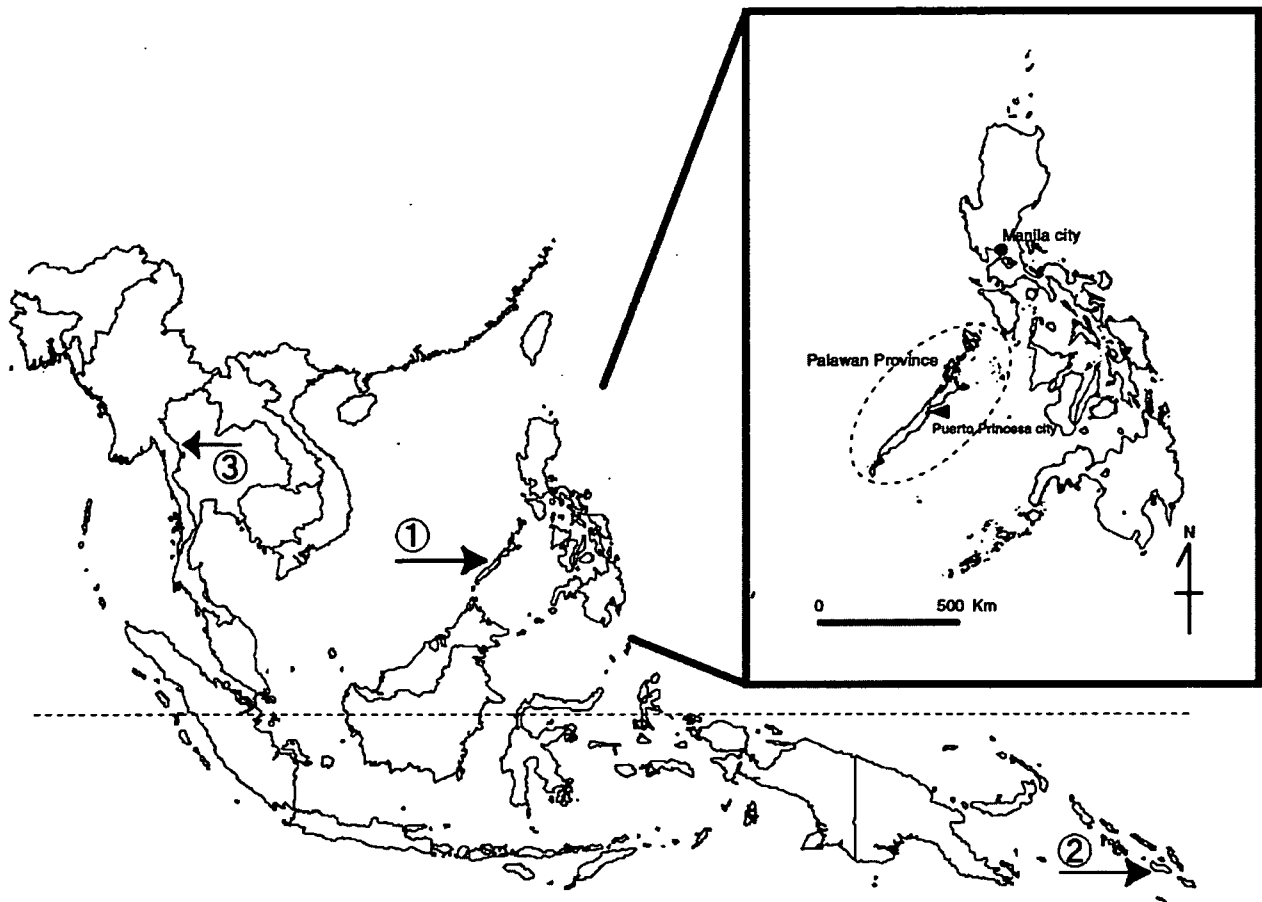 Manila city
Palawan Province
Puerto Princesa city
N
0 500 Km
③
①
②